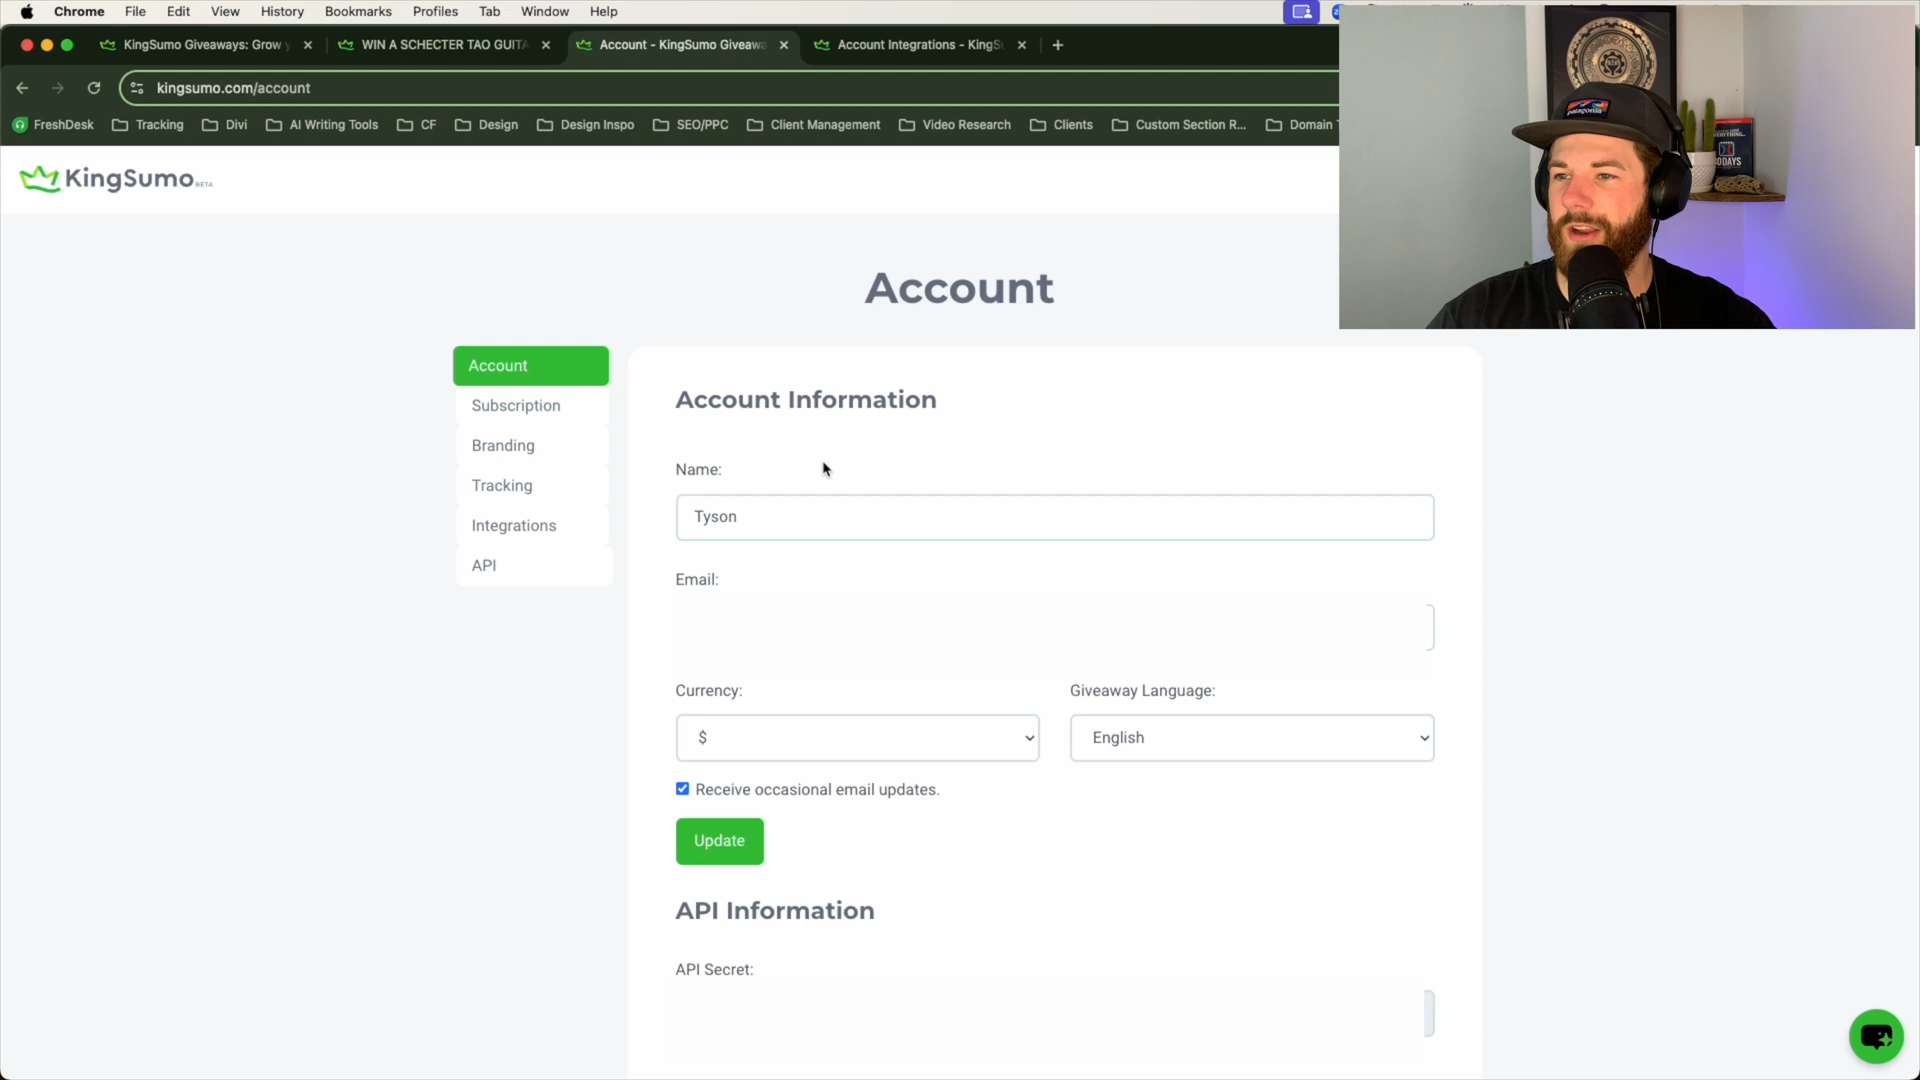 Chrome File Edit View History Bookmarks Profiles Tab Window Help
KingSumo Giveaways: Grow y
WIN A SCHECTER TAO GUITA
Account - KingSumo Giveaw
Account Integrations - KingS
kingsumo.com/account
FreshDesk Tracking Divi AI Writing Tools CF Design Design Inspo SEO/PPC Client Management Video Research Clients Custom Section R... Domain T
patagonia
KingSumo BETA
Account
Account
Subscription
Branding
Tracking
Integrations
API
Account Information
Name:
Tyson
Email:
Currency:
Giveaway Language:
$
English
Receive occasional email updates.
Update
API Information
API Secret: